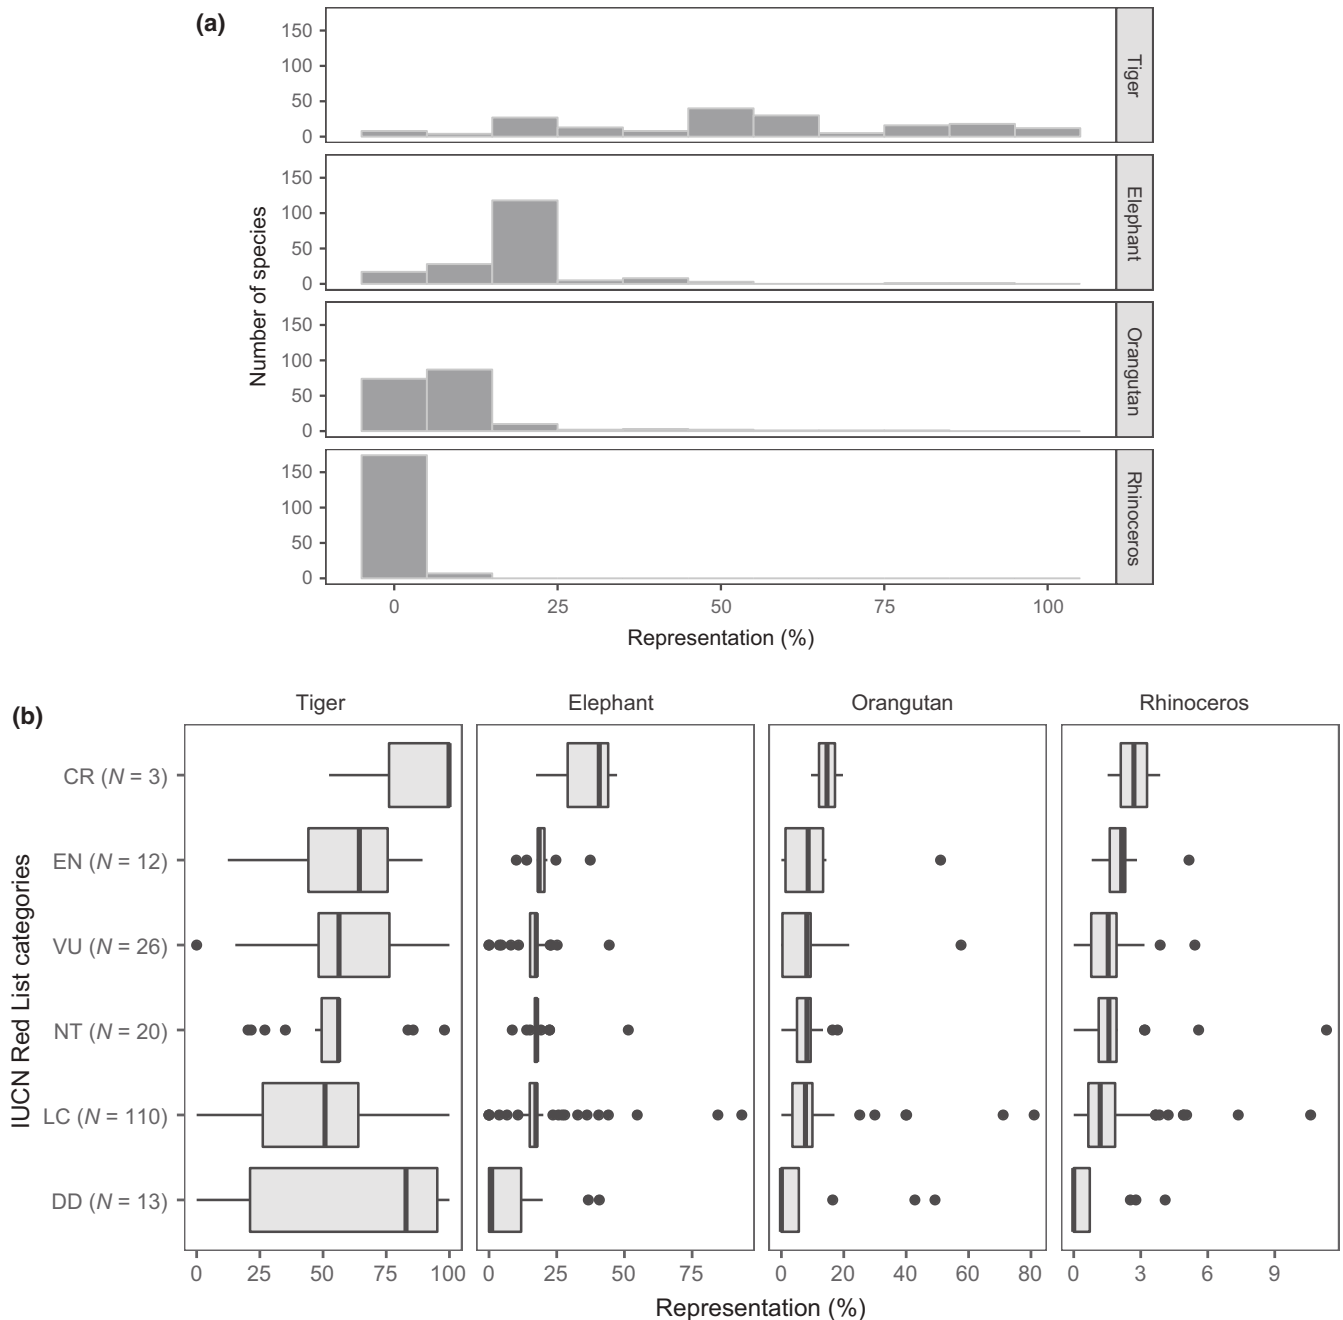 (a)
Number of species
150
100
50
0
Tiger
150
100
50
0
Elephant
150
100
50
0
Orangutan
150
100
50
0
Rhinoceros
0 25 50 75 100
Representation (%)
(b)
Tiger Elephant Orangutan Rhinoceros
IUCN Red List categories
CR (N = 3)
EN (N = 12)
VU (N = 26)
NT (N = 20)
LC (N = 110)
DD (N = 13)
0 25 50 75 100 0 25 50 75 0 20 40 60 80 0 3 6 9
Representation (%)